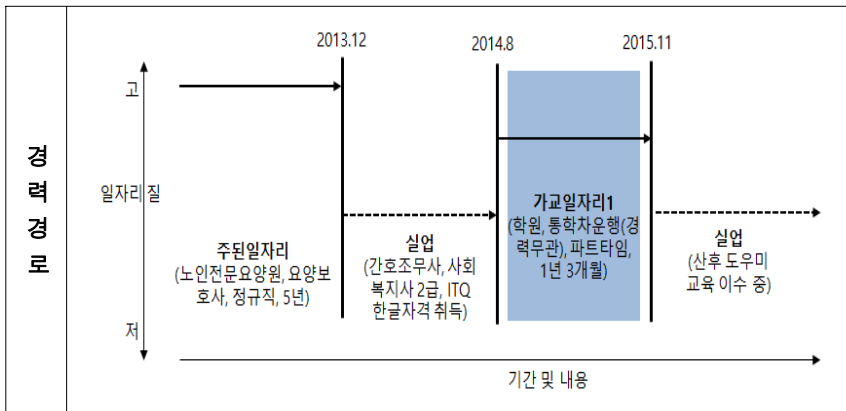 경
력
경
로
2013.12
2014.8
2015.11
고
일자리 질
저
주된일자리
(노인전문요양원, 요양보
호사, 정규직, 5년)
실업
(간호조무사, 사회
복지사 2급, ITQ
한글자격 취득)
가교일자리1
(학원, 통학차운행(경
력무관), 파트타임,
1년 3개월)
실업
(산후 도우미
교육 이수 중)
기간 및 내용